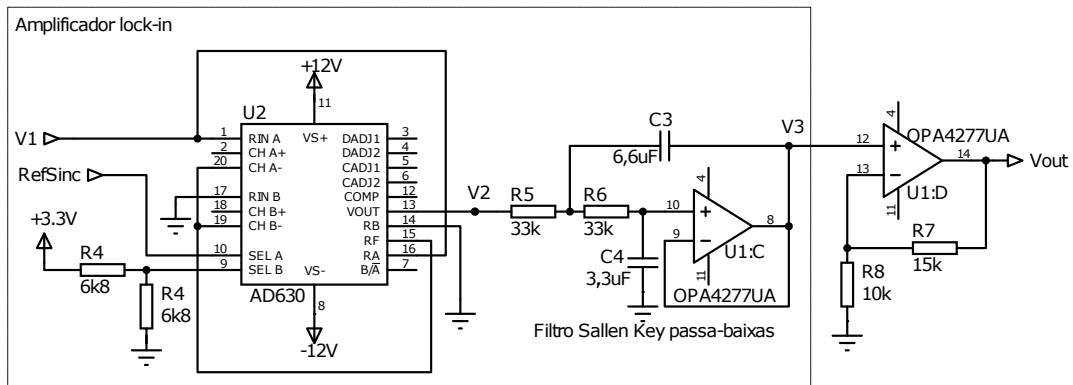 Amplificador lock-in
+12V
11
U2
V1
1
RIN A
VS+
DADJ1
3
2
CH A+
DADJ2
4
20
CH A-
CADJ1
5
CADJ2
6
RefSinc
17
RIN B
COMP
12
18
CH B+
VOUT
13
19
CH B-
RB
14
RF
15
+3.3V
10
SEL A
RA
16
9
SEL B
VS-
B/A
7
R4
6k8
R4
6k8
AD630
8
-12V
V2
R5
33k
R6
33k
C3
6,6uF
C4
3,3uF
10
9
4
8
11
U1:C
OPA4277UA
Filtro Sallen Key passa-baixas
V3
12
13
4
OPA4277UA
14
11
U1:D
Vout
R7
15k
R8
10k